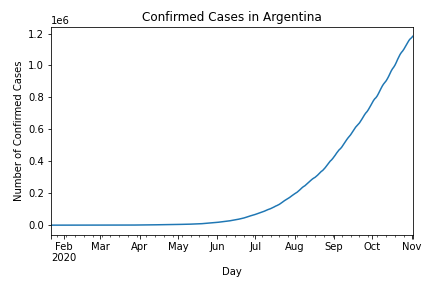 Confirmed Cases in Argentina
1e6
Number of Confirmed Cases
1.2
1.0
0.8
0.6
0.4
0.2
0.0
Feb Mar Apr May Jun Jul Aug Sep Oct Nov
2020
Day